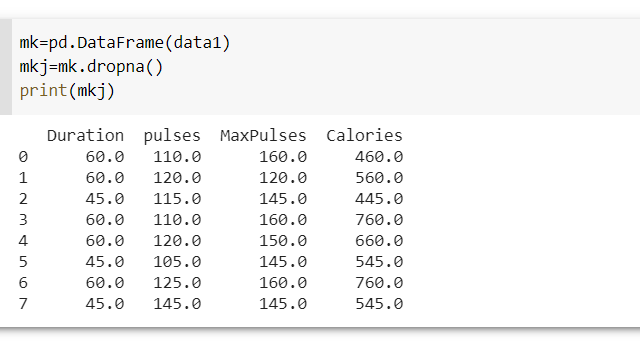 mk=pd.DataFrame(data1)
mkj=mk.dropna()
print(mkj)
Duration pulses MaxPulses Calories
0 60.0 110.0 160.0 460.0
1 60.0 120.0 120.0 560.0
2 45.0 115.0 145.0 445.0
3 60.0 110.0 160.0 760.0
4 60.0 120.0 150.0 660.0
5 45.0 105.0 145.0 545.0
6 60.0 125.0 160.0 760.0
7 45.0 145.0 145.0 545.0